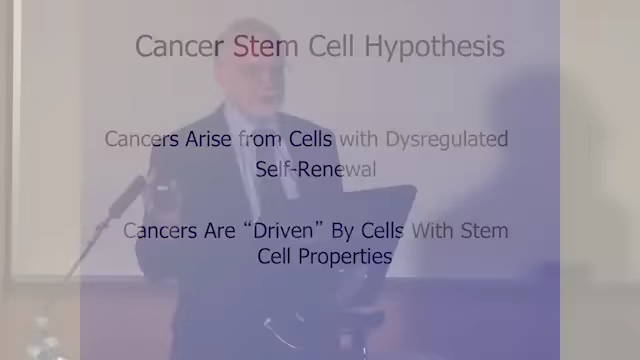 Cancer Stem Cell Hypothesis
Cancers Arise from Cells with Dysregulated
Self-Renewal
Cancers Are “Driven” By Cells With Stem
Cell Properties